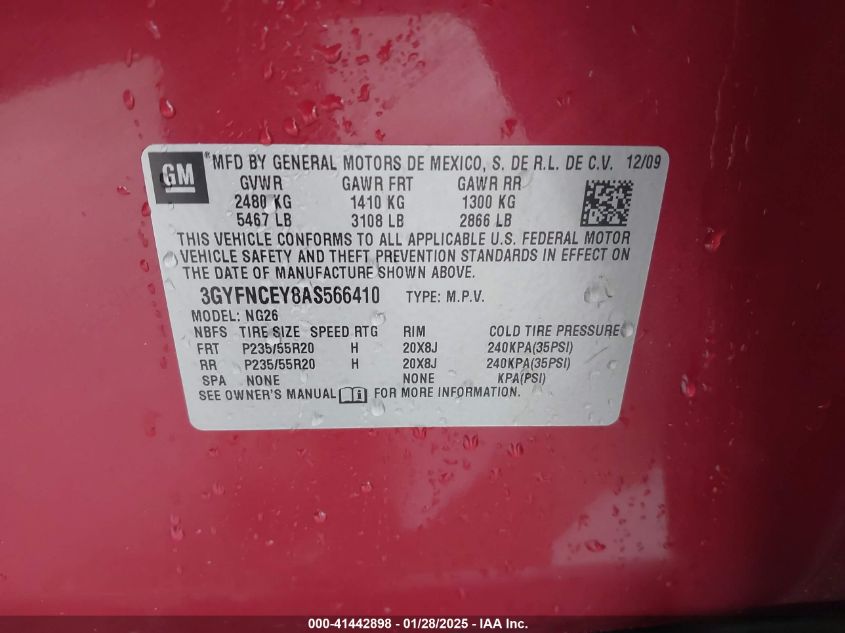 GM *MFD BY GENERAL MOTORS DE MEXICO, S. DE R.L. DE C.V. 12/09
GVWR GAWR FRT GAWR RR
2480 KG 1410 KG 1300 KG
5467 LB 3108 LB 2866 LB
THIS VEHICLE CONFORMS TO ALL APPLICABLE U.S. FEDERAL MOTOR
VEHICLE SAFETY AND THEFT PREVENTION STANDARDS IN EFFECT ON
THE DATE OF MANUFACTURE SHOWN ABOVE.
3GYFNCEY8AS566410 TYPE: M.P.V.
MODEL: NG26
NBFS TIRE SIZE SPEED RTG RIM COLD TIRE PRESSURE
FRT P235/55R20 H 20X8J 240KPA(35PSI)
RR P235/55R20 H 20X8J 240KPA(35PSI)
SPA NONE NONE KPA(PSI)
SEE OWNER'S MANUAL FOR MORE INFORMATION.
000-41442898 - 01/28/2025 - IAA Inc.